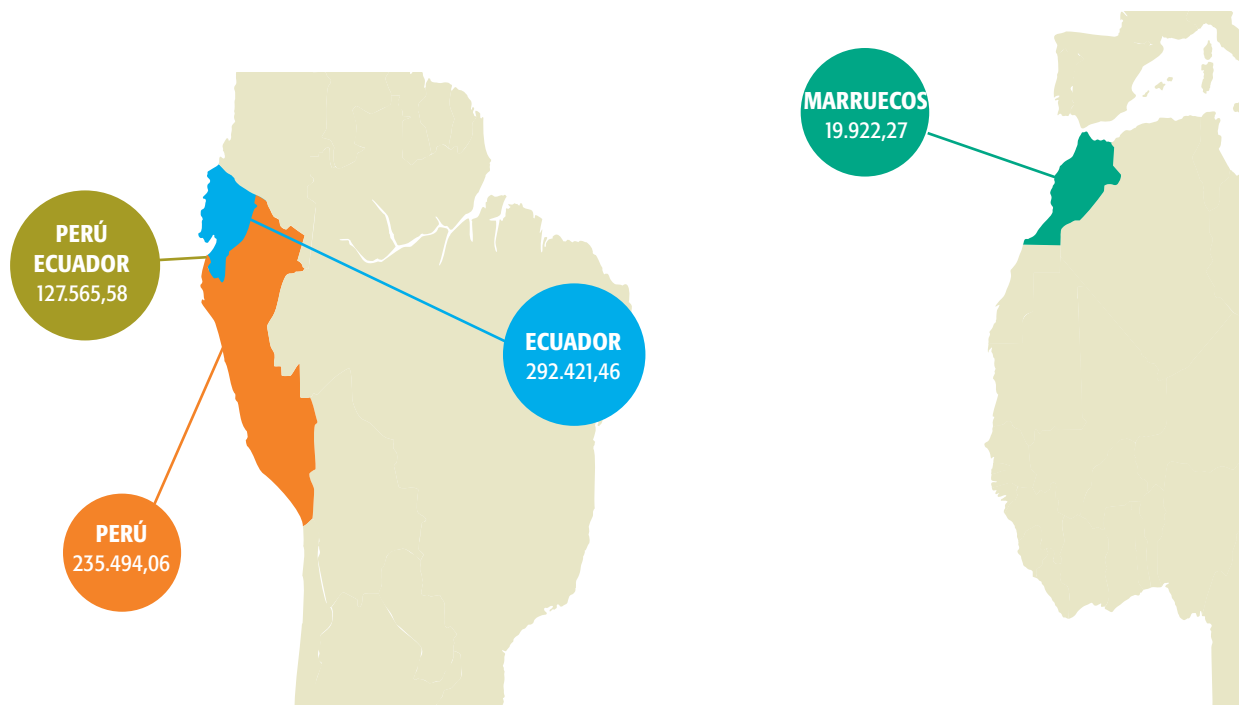 MARRUECOS
19.922,27
PERÚ
ECUADOR
127.565,58
ECUADOR
292.421,46
PERÚ
235.494,06